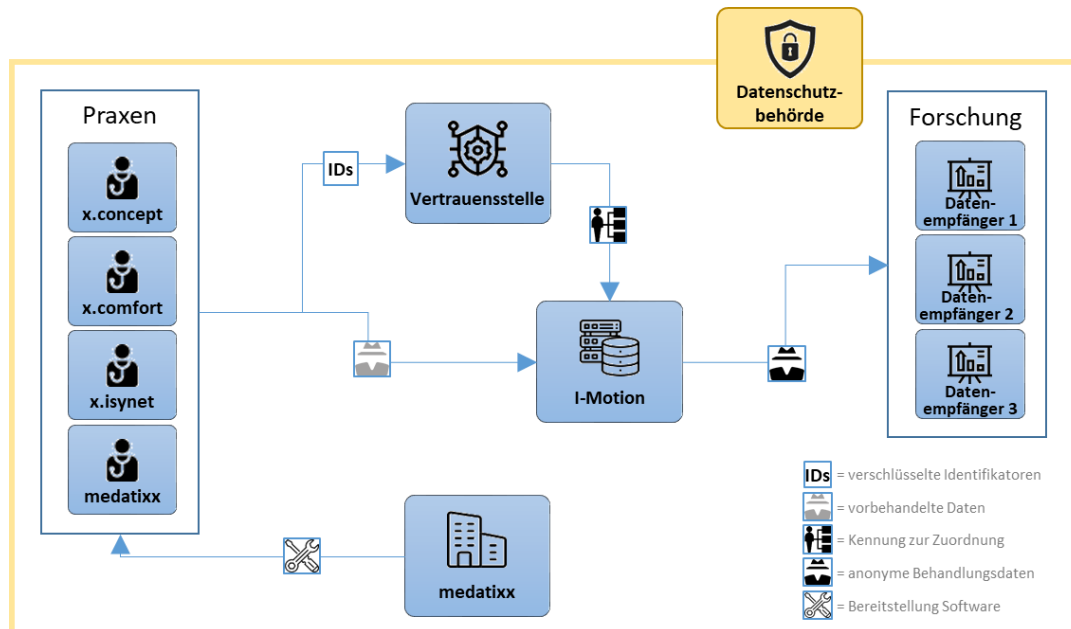 Datenschutz-
behörde
Praxen
x.concept
x.comfort
x.isynet
medatixx
IDs
Vertrauensstelle
I-Motion
medatixx
Forschung
Daten-
empfänger 1
Daten-
empfänger 2
Daten-
empfänger 3
IDs = verschlüsselte Identifikatoren
= vorbehandelte Daten
= Kennung zur Zuordnung
= anonyme Behandlungsdaten
= Bereitstellung Software